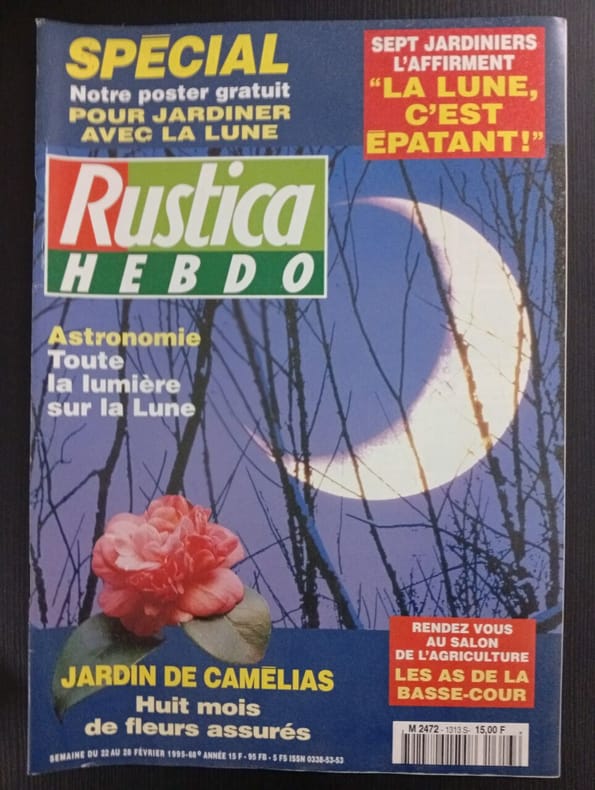 SPÉCIAL
Notre poster gratuit
POUR JARDINER
AVEC LA LUNE
SEPT JARDINIERS
L'AFFIRMENT
“LA LUNE,
C'EST
ÉPATANT!”
Rustica
HEBDO
Astronomie
Toute
la lumière
sur la Lune
JARDIN DE CAMÉLIAS
Huit mois
de fleurs assurés
RENDEZ VOUS
AU SALON
DE L'AGRICULTURE
LES AS DE LA
BASSE-COUR
M 2472 - 1313 S - 15,00 F
SEMAINE DU 22 AU 28 FÉVRIER 1995-68e ANNÉE 15 F - 95 FB - 5 FS ISSN 0338-53-53